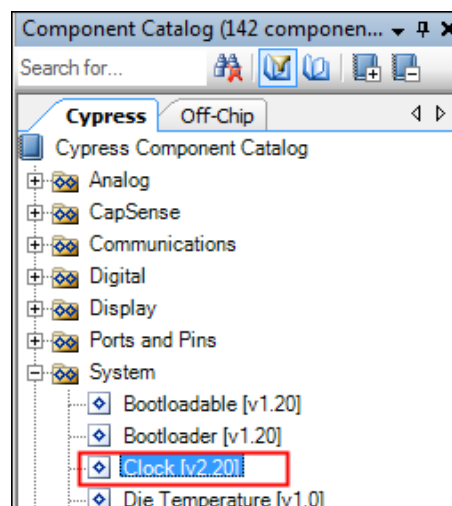 Component Catalog (142 componen...
Search for...
Cypress Off-Chip
Cypress Component Catalog
Analog
CapSense
Communications
Digital
Display
Ports and Pins
System
Bootloadable [v1.20]
Bootloader [v1.20]
Clock [v2.20]
Die Temperature [v1.0]